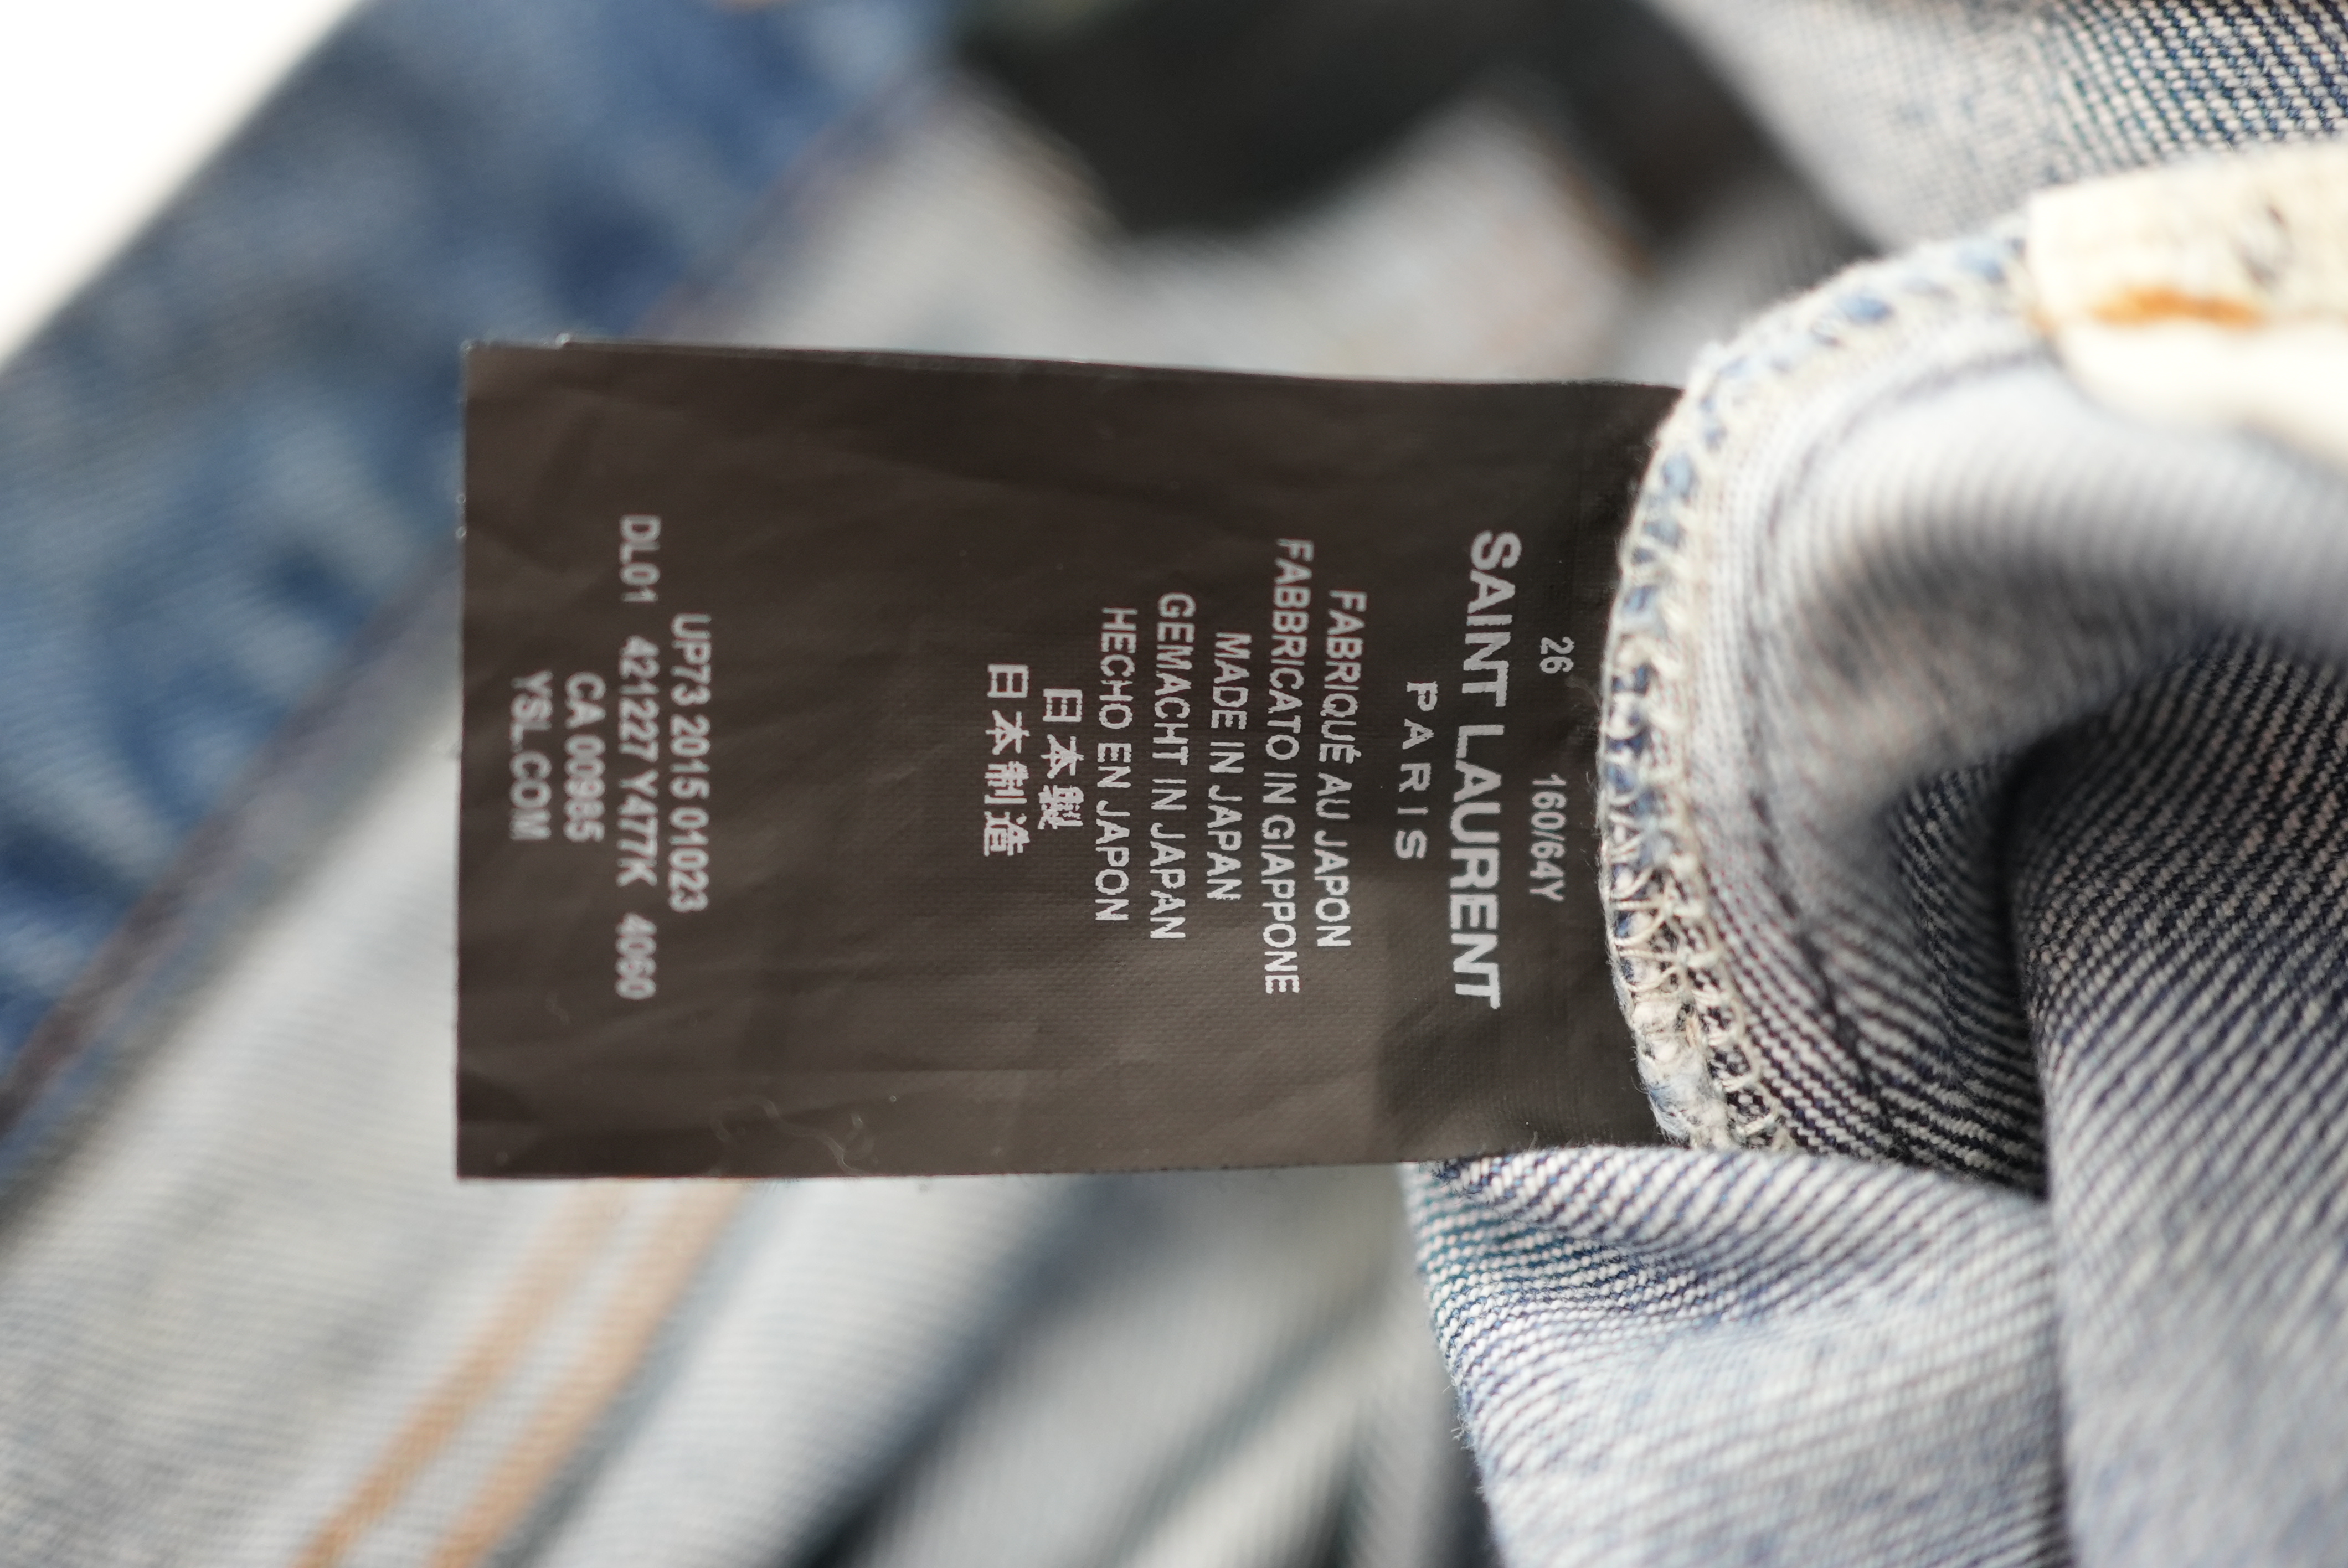 26 160/64Y
SAINT LAURENT
PARIS
FABRIQUÉ AU JAPON
FABBRICATO IN GIAPPONE
MADE IN JAPAN
GEMACHT IN JAPAN
HECHO EN JAPON
日本製
日本制造
UP73 2015 01023
DL01 421227 Y477K 4060
CA 00985
YSL.COM